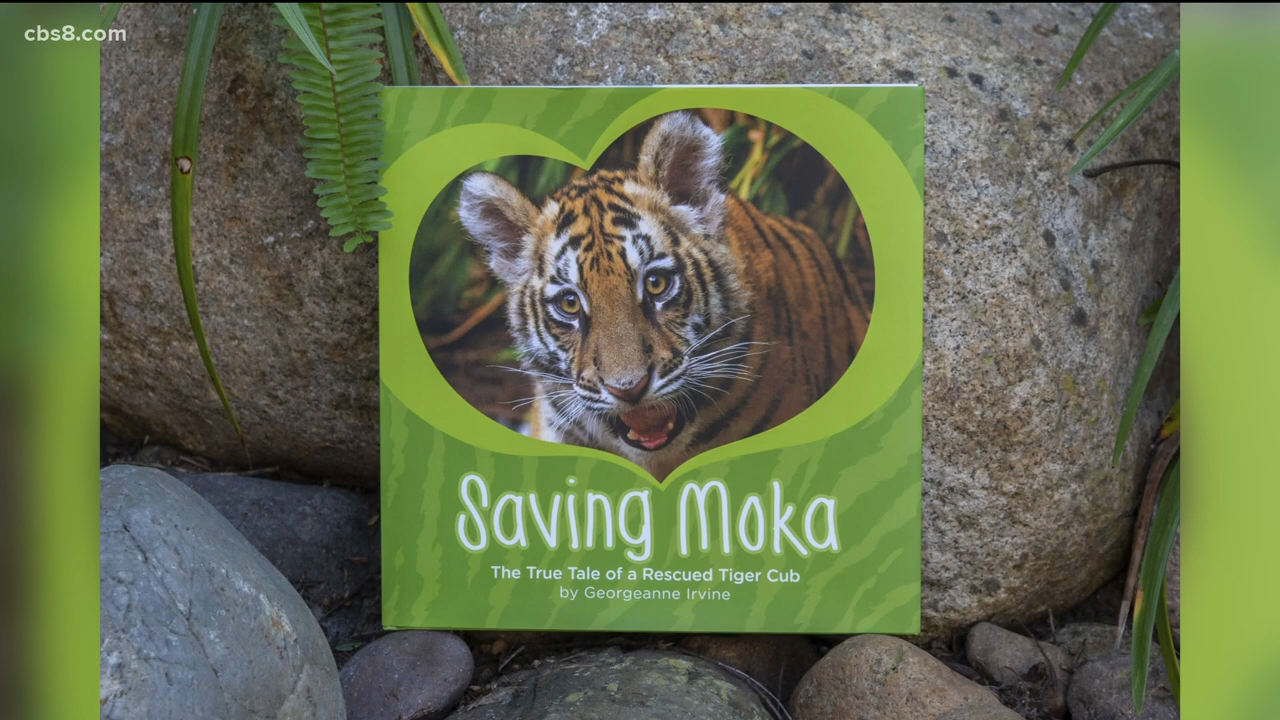 cbs8.com
Saving Moka
The True Tale of a Rescued Tiger Cub
by Georgeanne Irvine